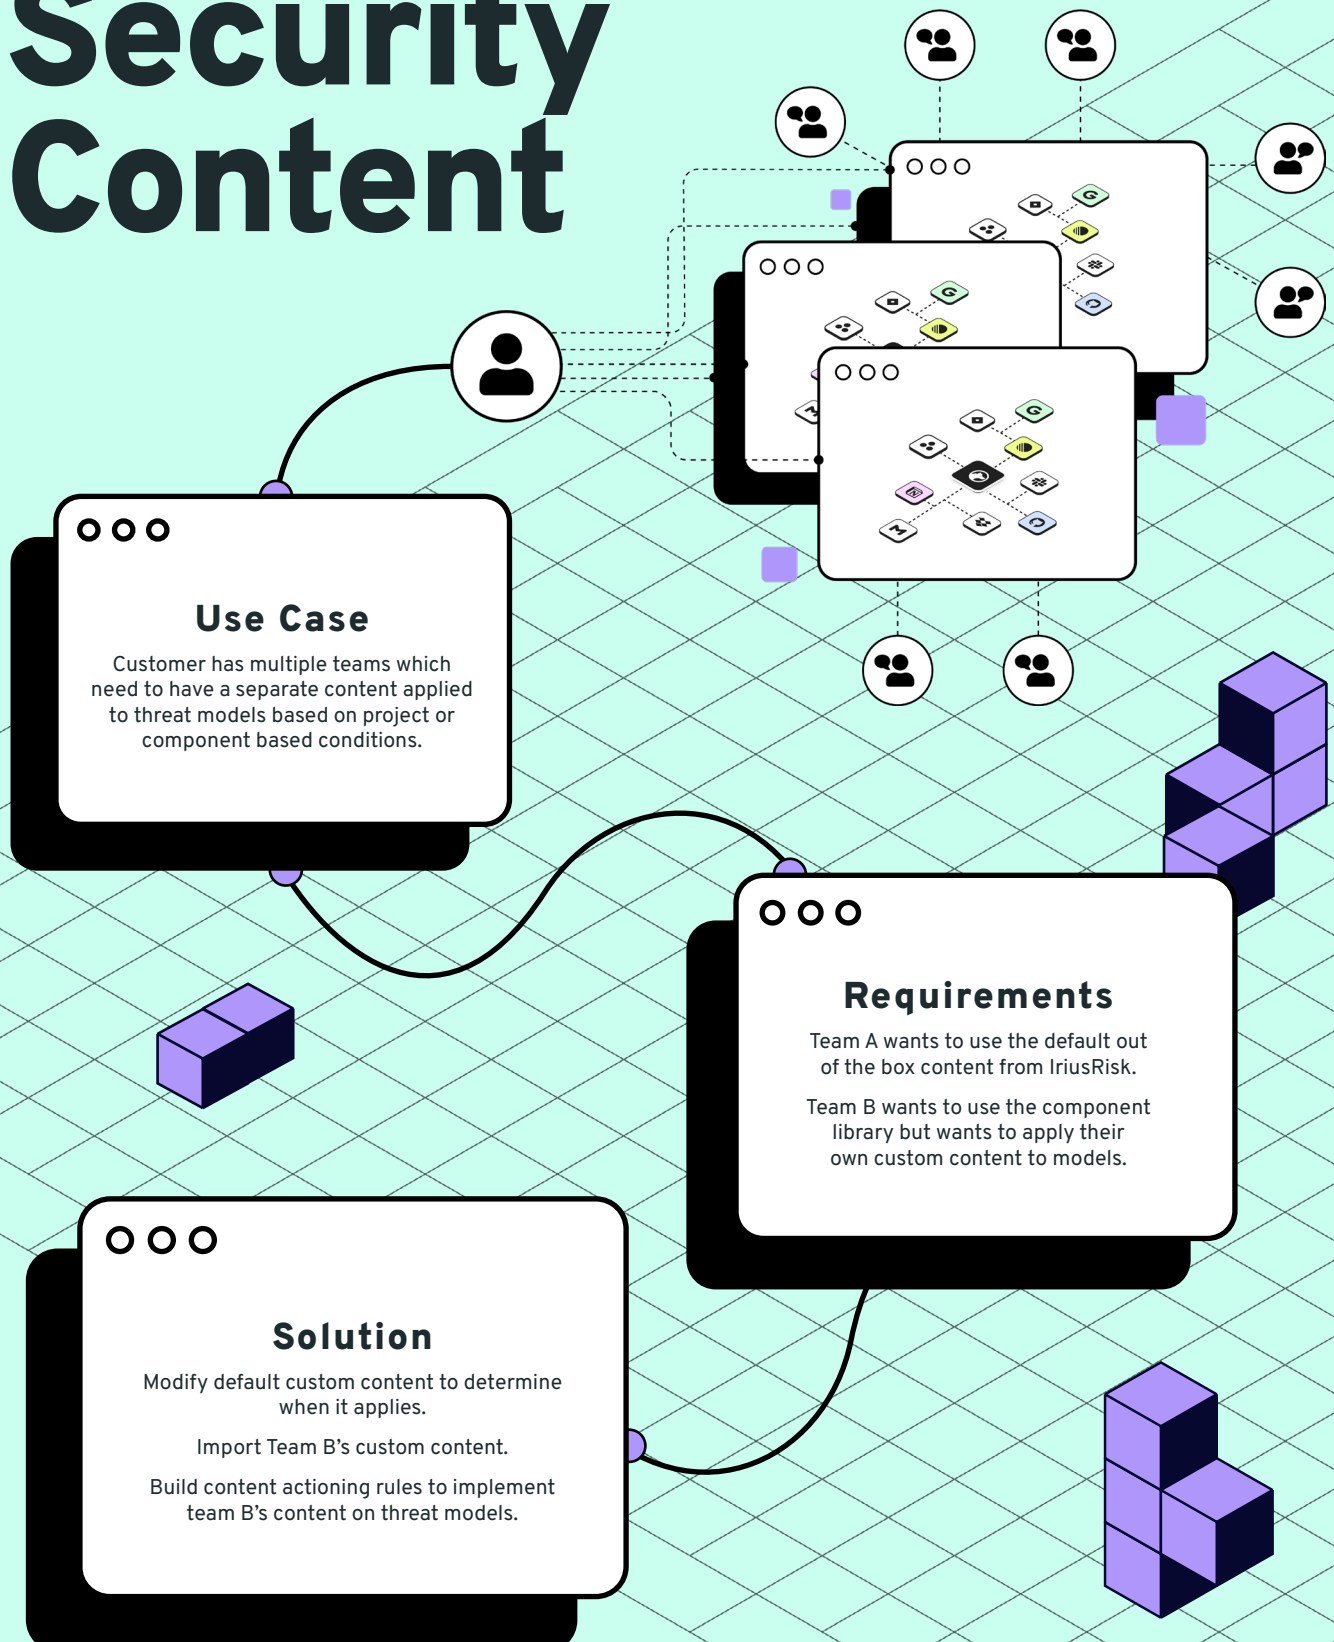 Security
Content
Use Case
Customer has multiple teams which
need to have a separate content applied
to threat models based on project or
component based conditions.
Requirements
Team A wants to use the default out
of the box content from IriusRisk.
Team B wants to use the component
library but wants to apply their
own custom content to models.
Solution
Modify default custom content to determine
when it applies.
Import Team B’s custom content.
Build content actioning rules to implement
team B’s content on threat models.